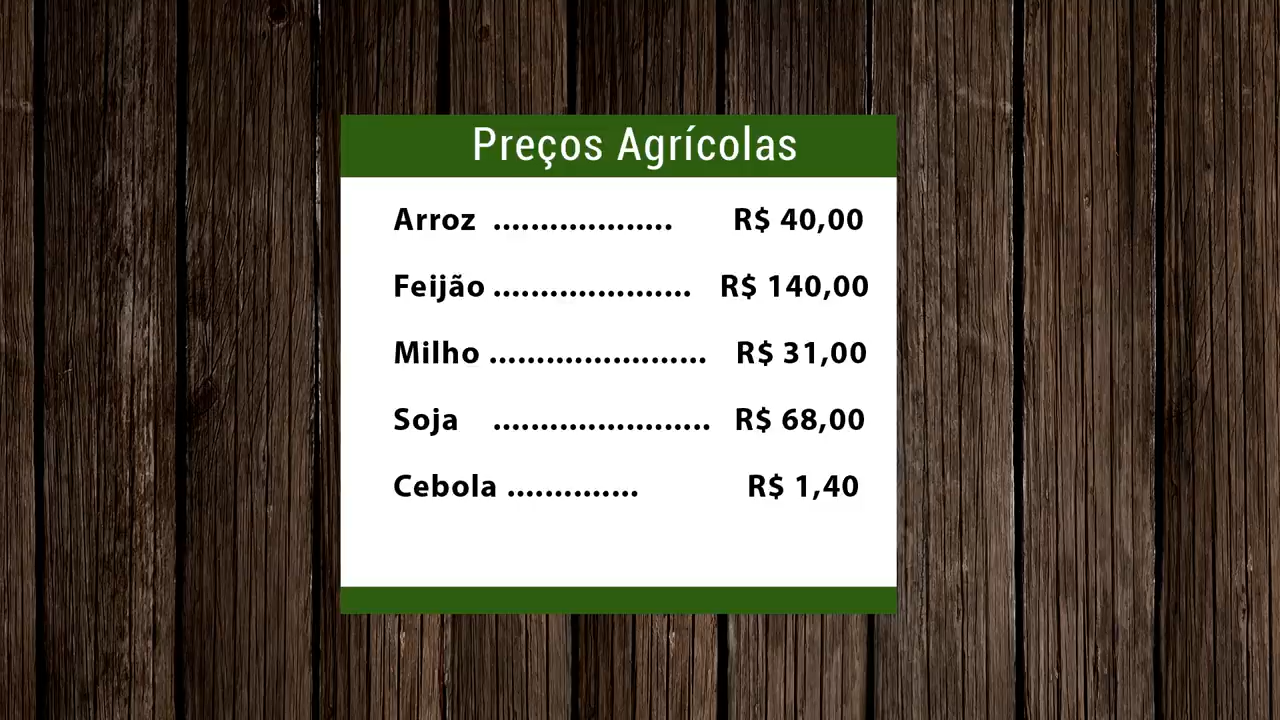 Preços Agrícolas
Arroz ................... R$ 40,00
Feijão ..................... R$ 140,00
Milho ....................... R$ 31,00
Soja ....................... R$ 68,00
Cebola .............. R$ 1,40